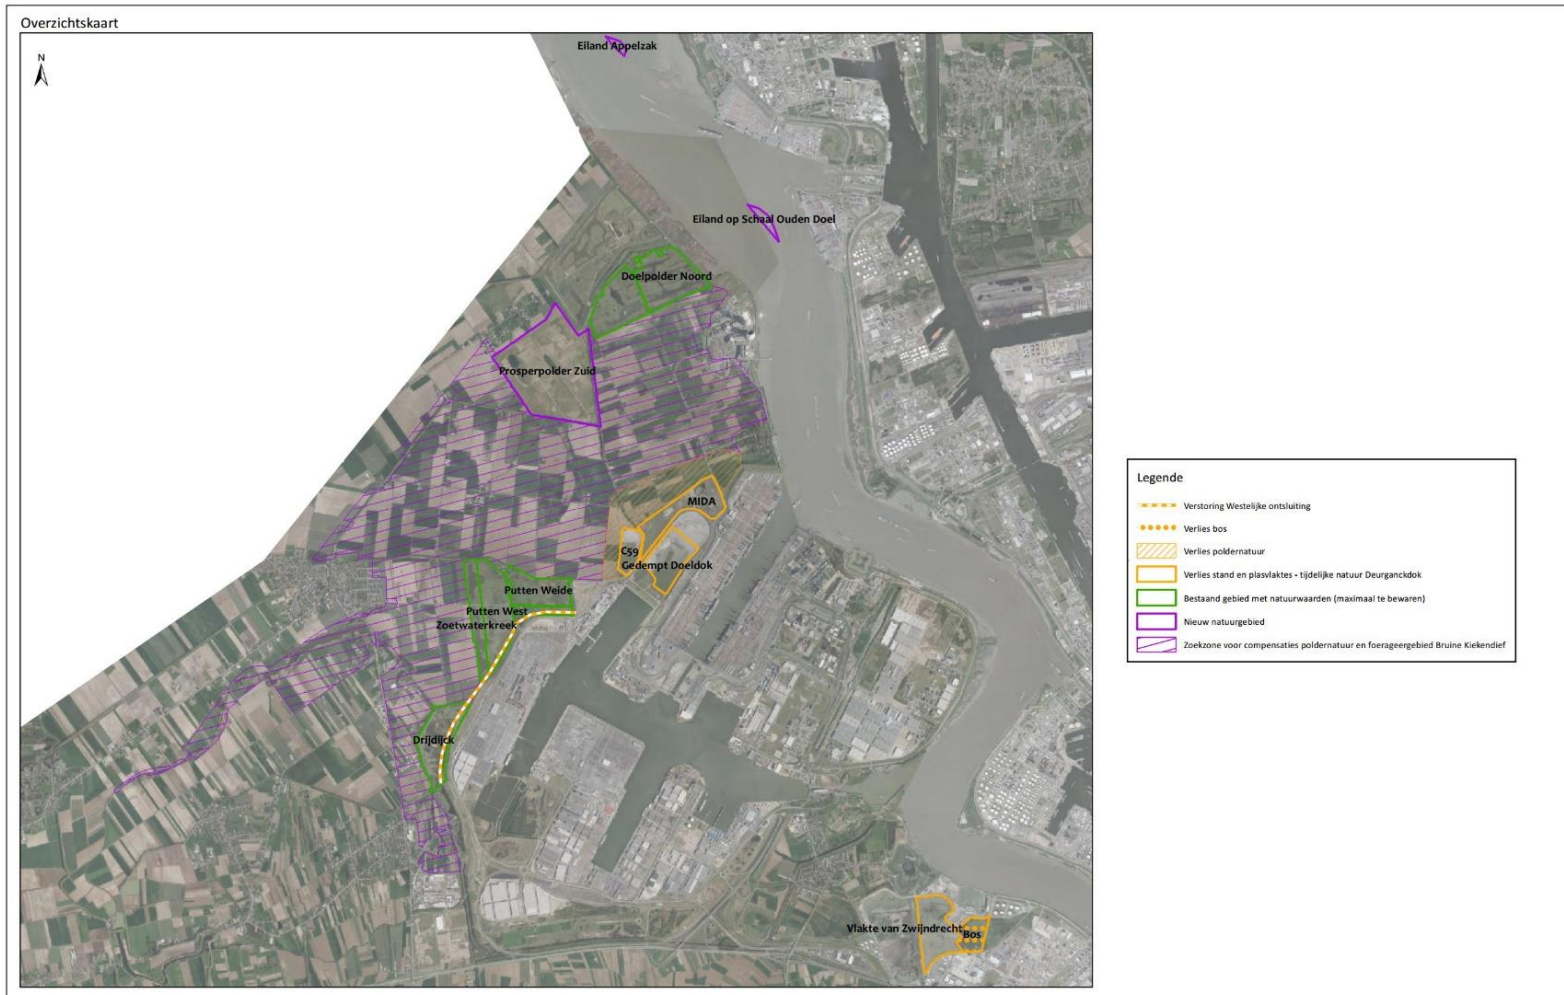 Overzichtskaart
N
Eiland Appelzak
Eiland op Schaal Ouden Doel
Doelpolder Noord
Prosperpolder Zuid
MIDA
C59
Gedempt Doeldok
Putten Weide
Putten West
Zoetwaterkreek
Drijdijck
Vlakte van Zwijndrecht
Bos
Legende
Verstoring Westelijke ontsluiting
Verlies bos
Verlies poldernatuur
Verlies stand en plasvlaktes - tijdelijke natuur Deurganckdok
Bestaand gebied met natuurwaarden (maximaal te bewaren)
Nieuw natuurgebied
Zoekzone voor compensaties poldernatuur en foerageergebied Bruine Kiekendief